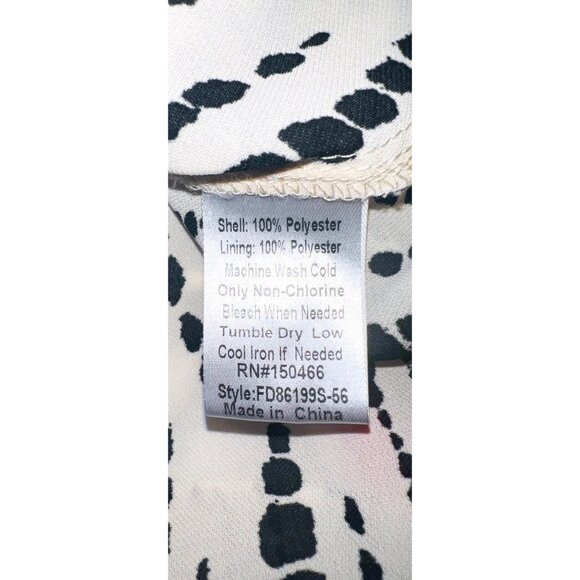 Shell: 100% Polyester
Lining: 100% Polyester
Machine Wash Cold
Only Non-Chlorine
Bleach When Needed
Tumble Dry Low
Cool Iron If Needed
RN#150466
Style:FD86199S-56
Made in China